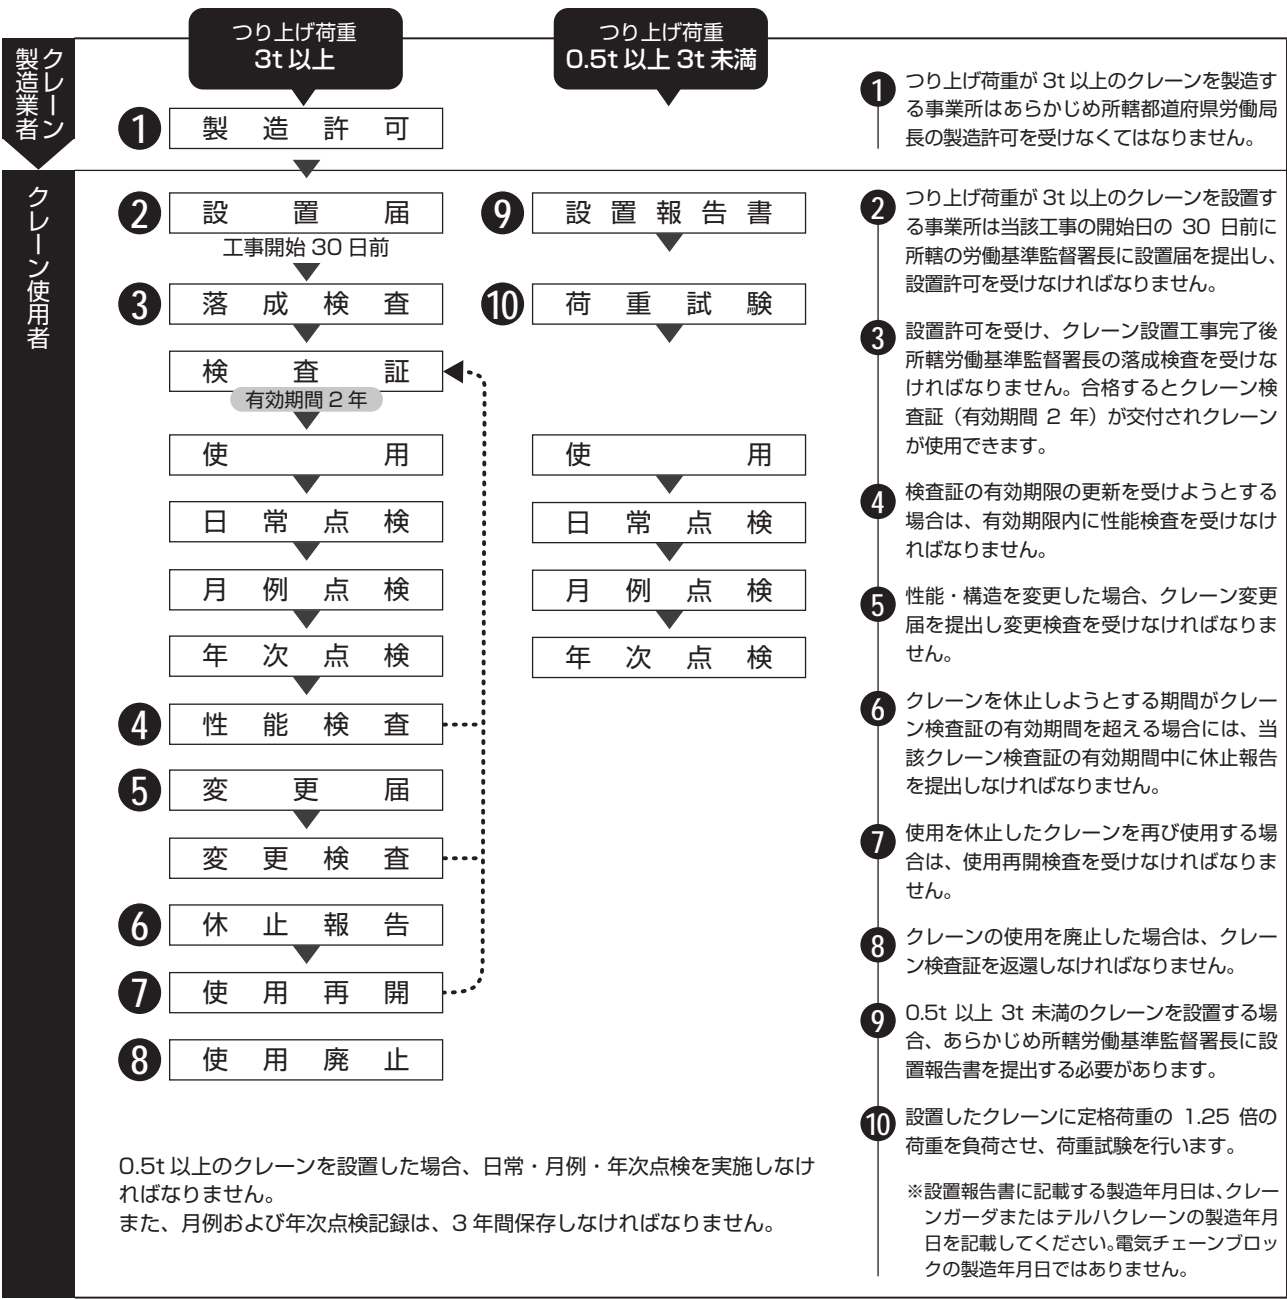 クレーン
製造業者
つり上げ荷重
3t 以上
つり上げ荷重
0.5t 以上 3t 未満
❶ 製造許可
クレーン使用者
❷ 設置届
工事開始 30 日前
❸ 落成検査
検査証
有効期間 2 年
使用
日常点検
月例点検
年次点検
❹ 性能検査
❺ 変更届
変更検査
❻ 休止報告
❼ 使用再開
❽ 使用廃止
❾ 設置報告書
❿ 荷重試験
使用
日常点検
月例点検
年次点検
0.5t 以上のクレーンを設置した場合、日常・月例・年次点検を実施しなけ
ればなりません。
また、月例および年次点検記録は、3 年間保存しなければなりません。
❶ つり上げ荷重が 3t 以上のクレーンを製造す
る事業所はあらかじめ所轄都道府県労働局
長の製造許可を受けなくてはなりません。
❷ つり上げ荷重が 3t 以上のクレーンを設置す
る事業所は当該工事の開始日の 30 日前に
所轄の労働基準監督署長に設置届を提出し、
設置許可を受けなければなりません。
❸ 設置許可を受け、クレーン設置工事完了後
所轄労働基準監督署長の落成検査を受けな
ければなりません。合格するとクレーン検
査証（有効期間 2 年）が交付されクレーン
が使用できます。
❹ 検査証の有効期限の更新を受けようとする
場合は、有効期限内に性能検査を受けなけ
ればなりません。
❺ 性能・構造を変更した場合、クレーン変更
届を提出し変更検査を受けなければなりま
せん。
❻ クレーンを休止しようとする期間がクレー
ン検査証の有効期間を超える場合には、当
該クレーン検査証の有効期間中に休止報告
を提出しなければなりません。
❼ 使用を休止したクレーンを再び使用する場
合は、使用再開検査を受けなければなりま
せん。
❽ クレーンの使用を廃止した場合は、クレー
ン検査証を返還しなければなりません。
❾ 0.5t 以上 3t 未満のクレーンを設置する場
合、あらかじめ所轄労働基準監督署長に設
置報告書を提出する必要があります。
❿ 設置したクレーンに定格荷重の 1.25 倍の
荷重を負荷させ、荷重試験を行います。
※設置報告書に記載する製造年月日は、クレー
ンガーダまたはテルハクレーンの製造年月
日を記載してください。電気チェーンブロッ
クの製造年月日ではありません。